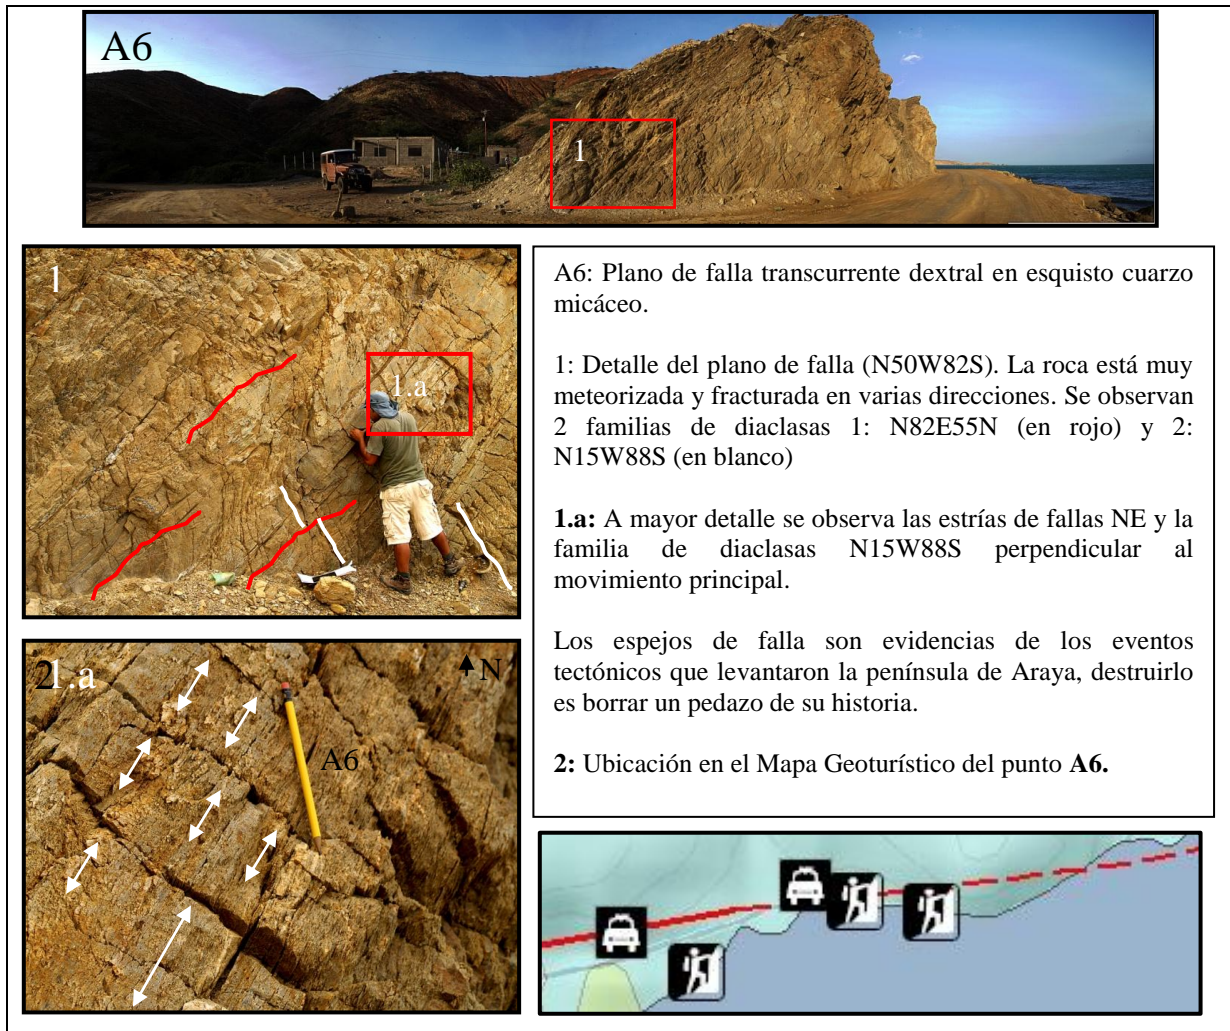 A6
1
1
1.a
A6: Plano de falla transcurrente dextral en esquisto cuarzo
micáceo.
1: Detalle del plano de falla (N50W82S). La roca está muy
meteorizada y fracturada en varias direcciones. Se observan
2 familias de diaclasas 1: N82E55N (en rojo) y 2:
N15W88S (en blanco)
1.a: A mayor detalle se observa las estrías de fallas NE y la
familia de diaclasas N15W88S perpendicular al
movimiento principal.
Los espejos de falla son evidencias de los eventos
tectónicos que levantaron la península de Araya, destruirlo
es borrar un pedazo de su historia.
2: Ubicación en el Mapa Geoturístico del punto A6.
2
1.a
N
A6